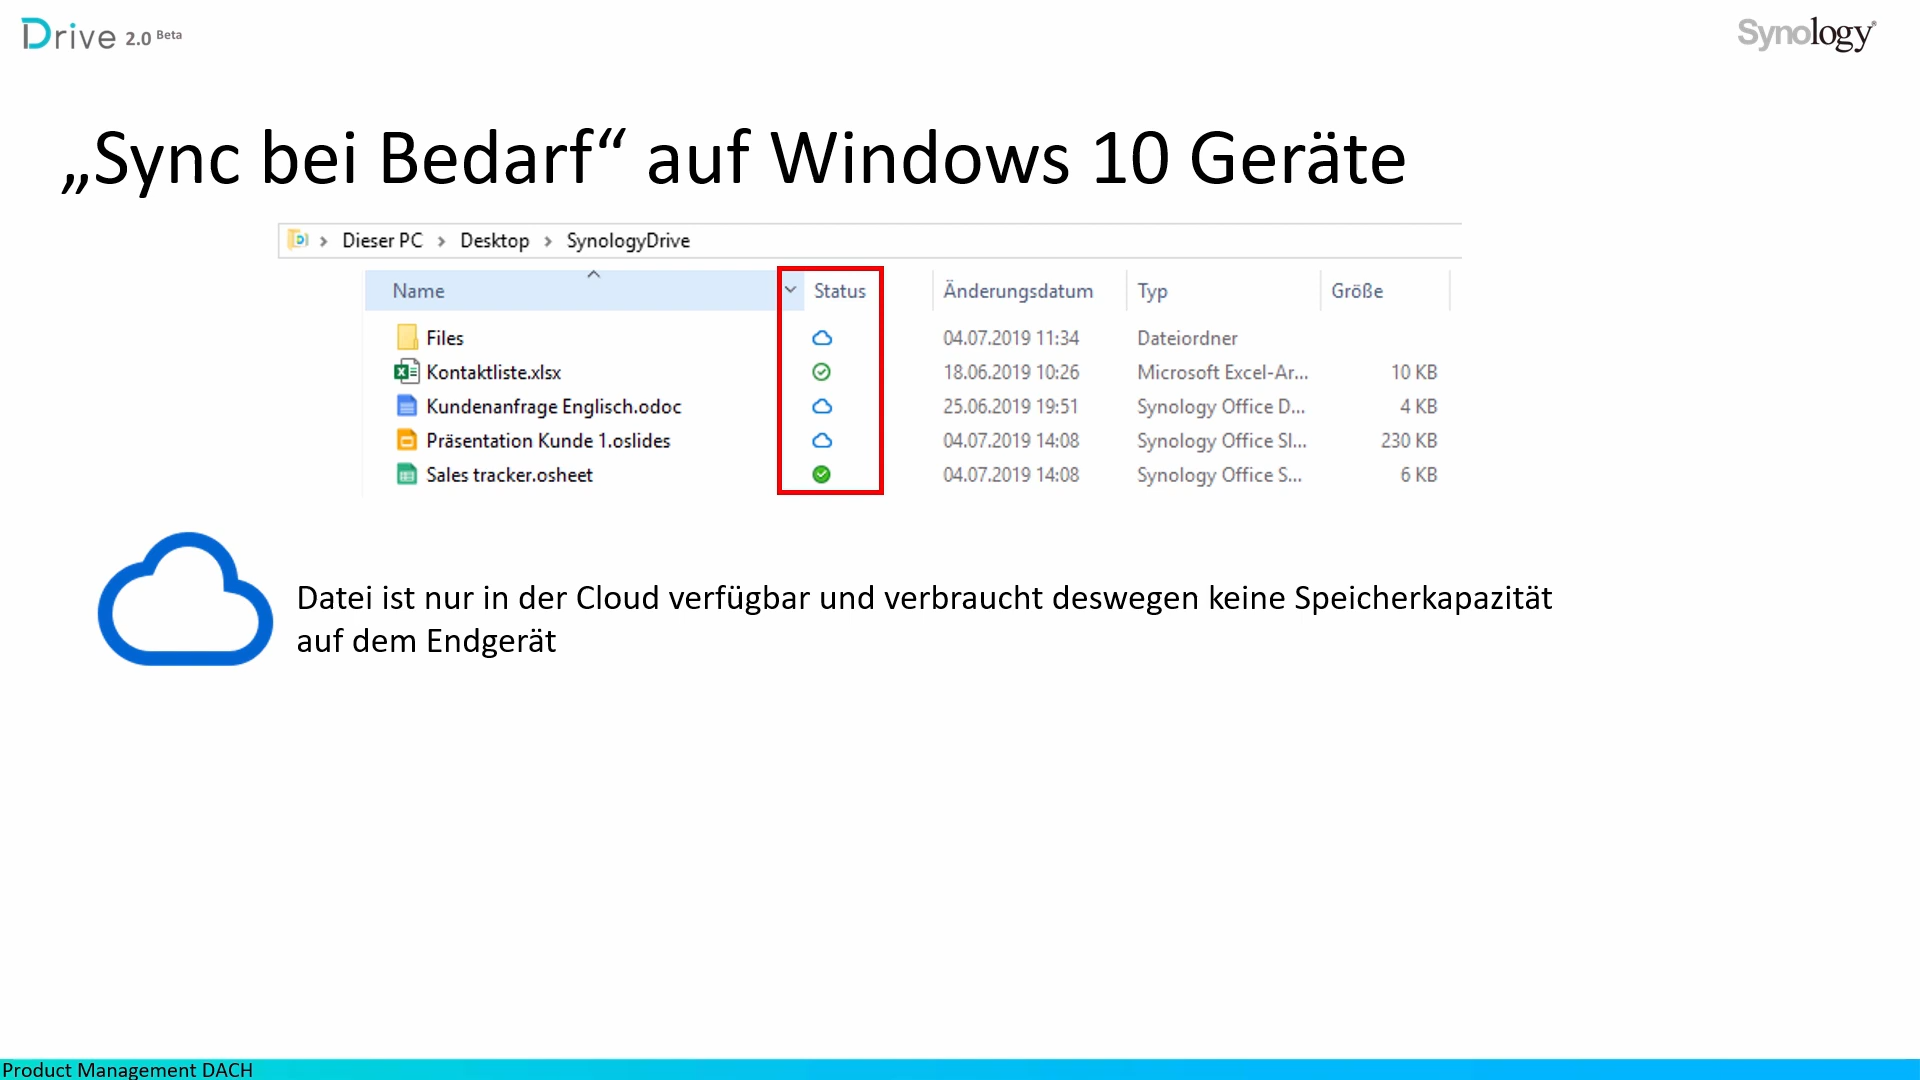 Drive 2.0 Beta
Synology
„Sync bei Bedarf“ auf Windows 10 Geräte
Dieser PC > Desktop > SynologyDrive
Name Status Änderungsdatum Typ Größe
Files 04.07.2019 11:34 Dateiordner
Kontaktliste.xlsx 18.06.2019 10:26 Microsoft Excel-Ar... 10 KB
Kundenanfrage Englisch.odoc 25.06.2019 19:51 Synology Office D... 4 KB
Präsentation Kunde 1.oslides 04.07.2019 14:08 Synology Office Sl... 230 KB
Sales tracker.osheet 04.07.2019 14:08 Synology Office S... 6 KB
Datei ist nur in der Cloud verfügbar und verbraucht deswegen keine Speicherkapazität
auf dem Endgerät
Product Management DACH